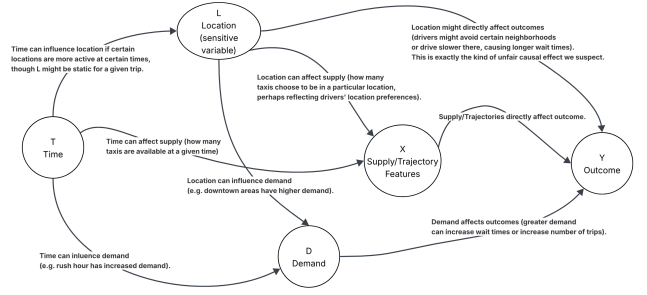 L
Location
(sensitive
variable)
Time can influence location if certain
locations are more active at certain times,
though L might be static for a given trip.
Location might directly affect outcomes
(drivers might avoid certain neighborhoods
or drive slower there, causing longer wait times).
This is exactly the kind of unfair causal effect we suspect.
Location can affect supply (how many
taxis choose to be in a particular location,
perhaps reflecting drivers' location preferences).
Supply/Trajectories directly affect outcome.
T
Time
Time can affect supply (how many
taxis are available at a given time)
X
Supply/Trajectory
Features
Y
Outcome
Location can influence demand
(e.g. downtown areas have higher demand).
Demand affects outcomes (greater demand
can increase wait times or increase number of trips).
Time can inluence demand
(e.g. rush hour has increased demand).
D
Demand